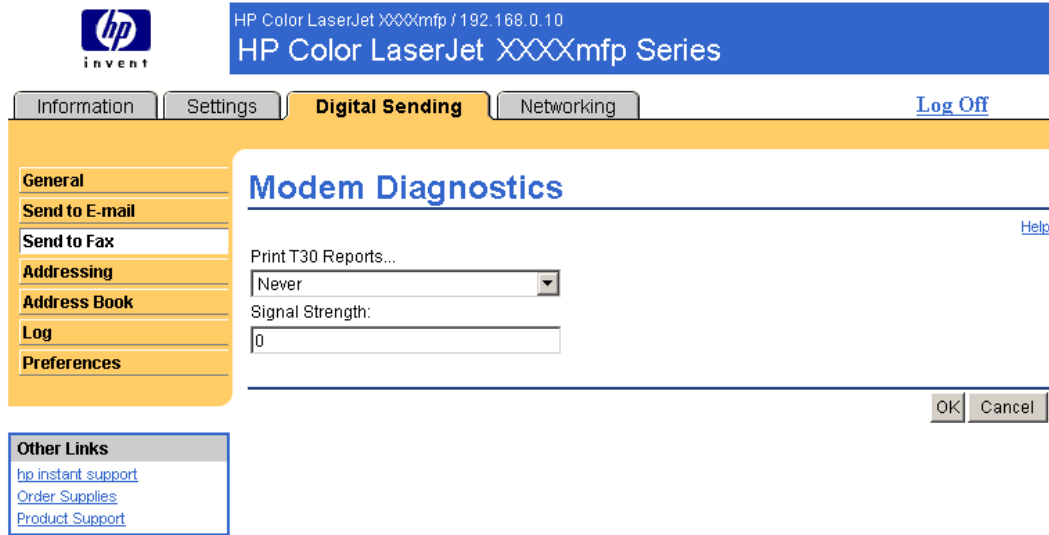 hp
invent
HP Color LaserJet XXXXmfp / 192.168.0.10
HP Color LaserJet XXXXmfp Series
Information
Settings
Digital Sending
Networking
Log Off
General
Send to E-mail
Send to Fax
Addressing
Address Book
Log
Preferences
Modem Diagnostics
Help
Print T30 Reports...
Never
Signal Strength:
0
OK
Cancel
Other Links
hp instant support
Order Supplies
Product Support